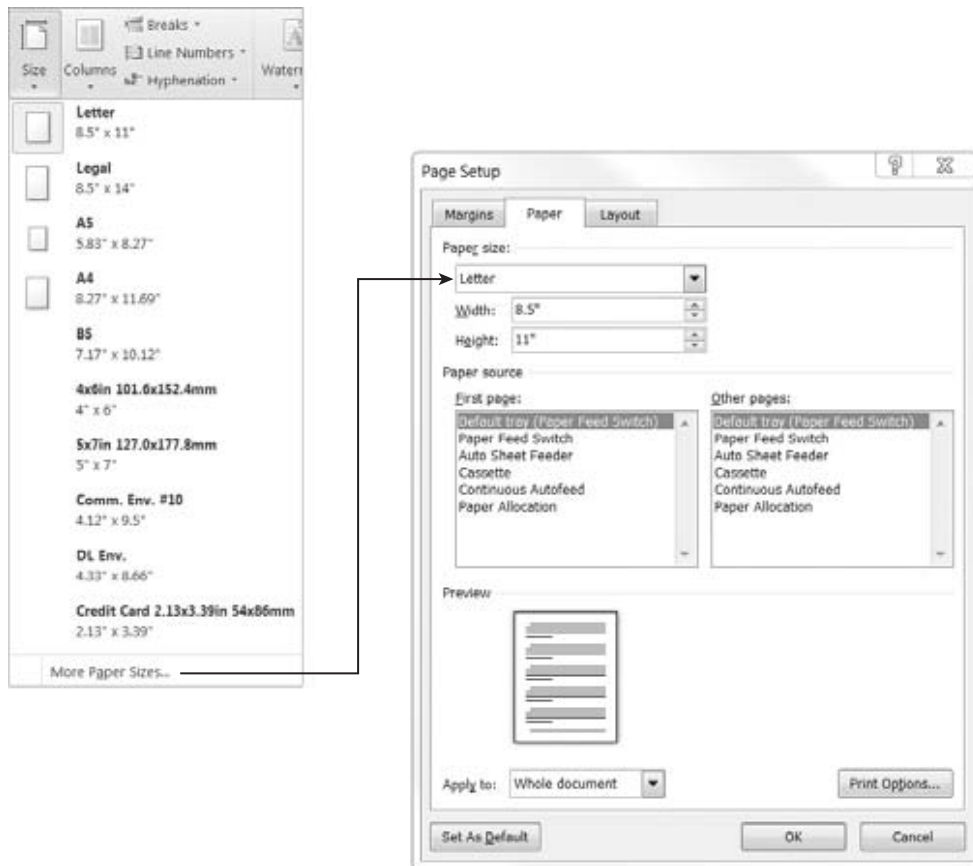 Breaks
Line Numbers
Hyphenation
Size
Columns
Letter
8.5" x 11"
Legal
8.5" x 14"
A5
5.83" x 8.27"
A4
8.27" x 11.69"
B5
7.17" x 10.12"
4x6in 101.6x152.4mm
4" x 6"
5x7in 127.0x177.8mm
5" x 7"
Comm. Env. #10
4.12" x 9.5"
DL Env.
4.33" x 8.66"
Credit Card 2.13x3.39in 54x86mm
2.13" x 3.39"
More Paper Sizes...
Page Setup
Margins Paper Layout
Paper size:
Letter
Width: 8.5"
Height: 11"
Paper source
First page:
Default tray (Paper Feed Switch)
Paper Feed Switch
Auto Sheet Feeder
Cassette
Continuous Autofeed
Paper Allocation
Other pages:
Default tray (Paper Feed Switch)
Paper Feed Switch
Auto Sheet Feeder
Cassette
Continuous Autofeed
Paper Allocation
Preview
Apply to: Whole document
Print Options...
Set As Default
OK
Cancel